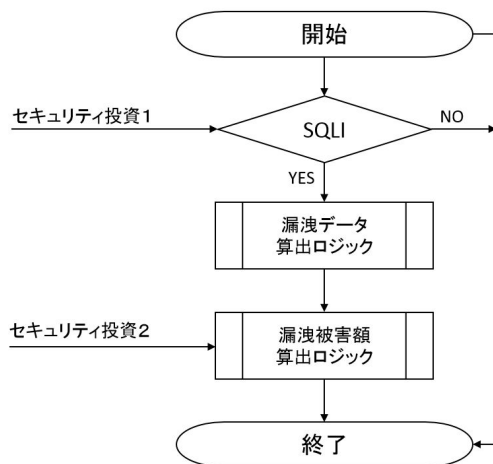 開始
セキュリティ投資1
SQLI
NO
YES
漏洩データ
算出ロジック
セキュリティ投資2
漏洩被害額
算出ロジック
終了